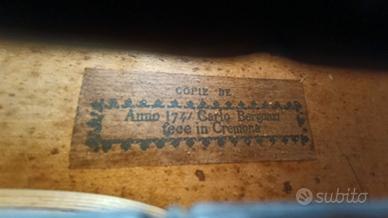 COPIE DE
Anno 174/ Carlo Bergonzi
fece in Cremona
subito